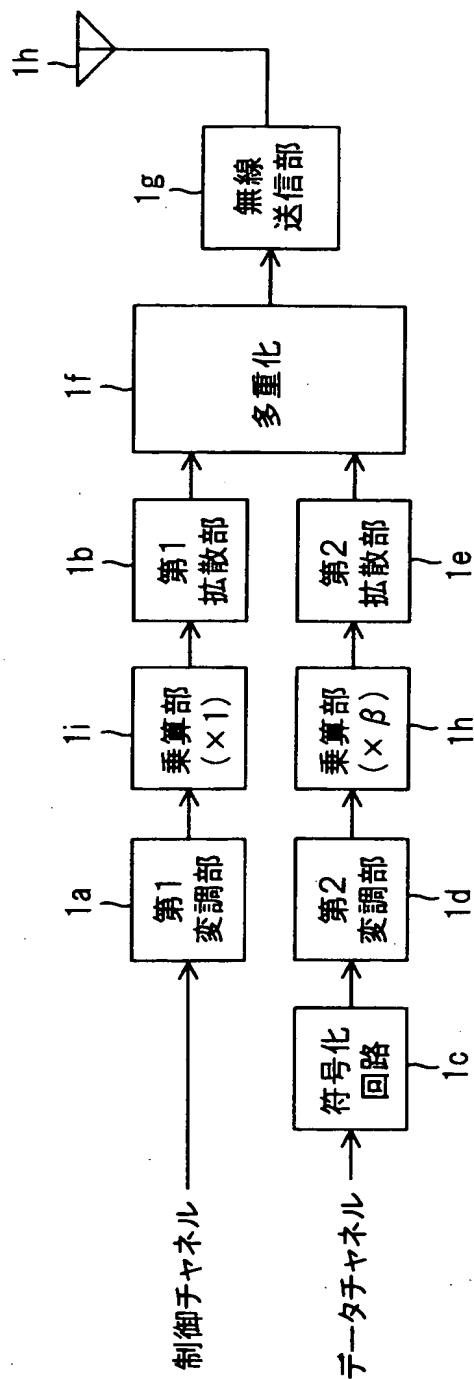 制御チャネル
1a
第1
変調部
1i
乗算部
(×1)
1b
第1
拡散部
データチャネル
符号化
回路
1c
第2
変調部
1d
乗算部
(×β)
1h
第2
拡散部
1e
1f
多重化
1g
無線
送信部
1h